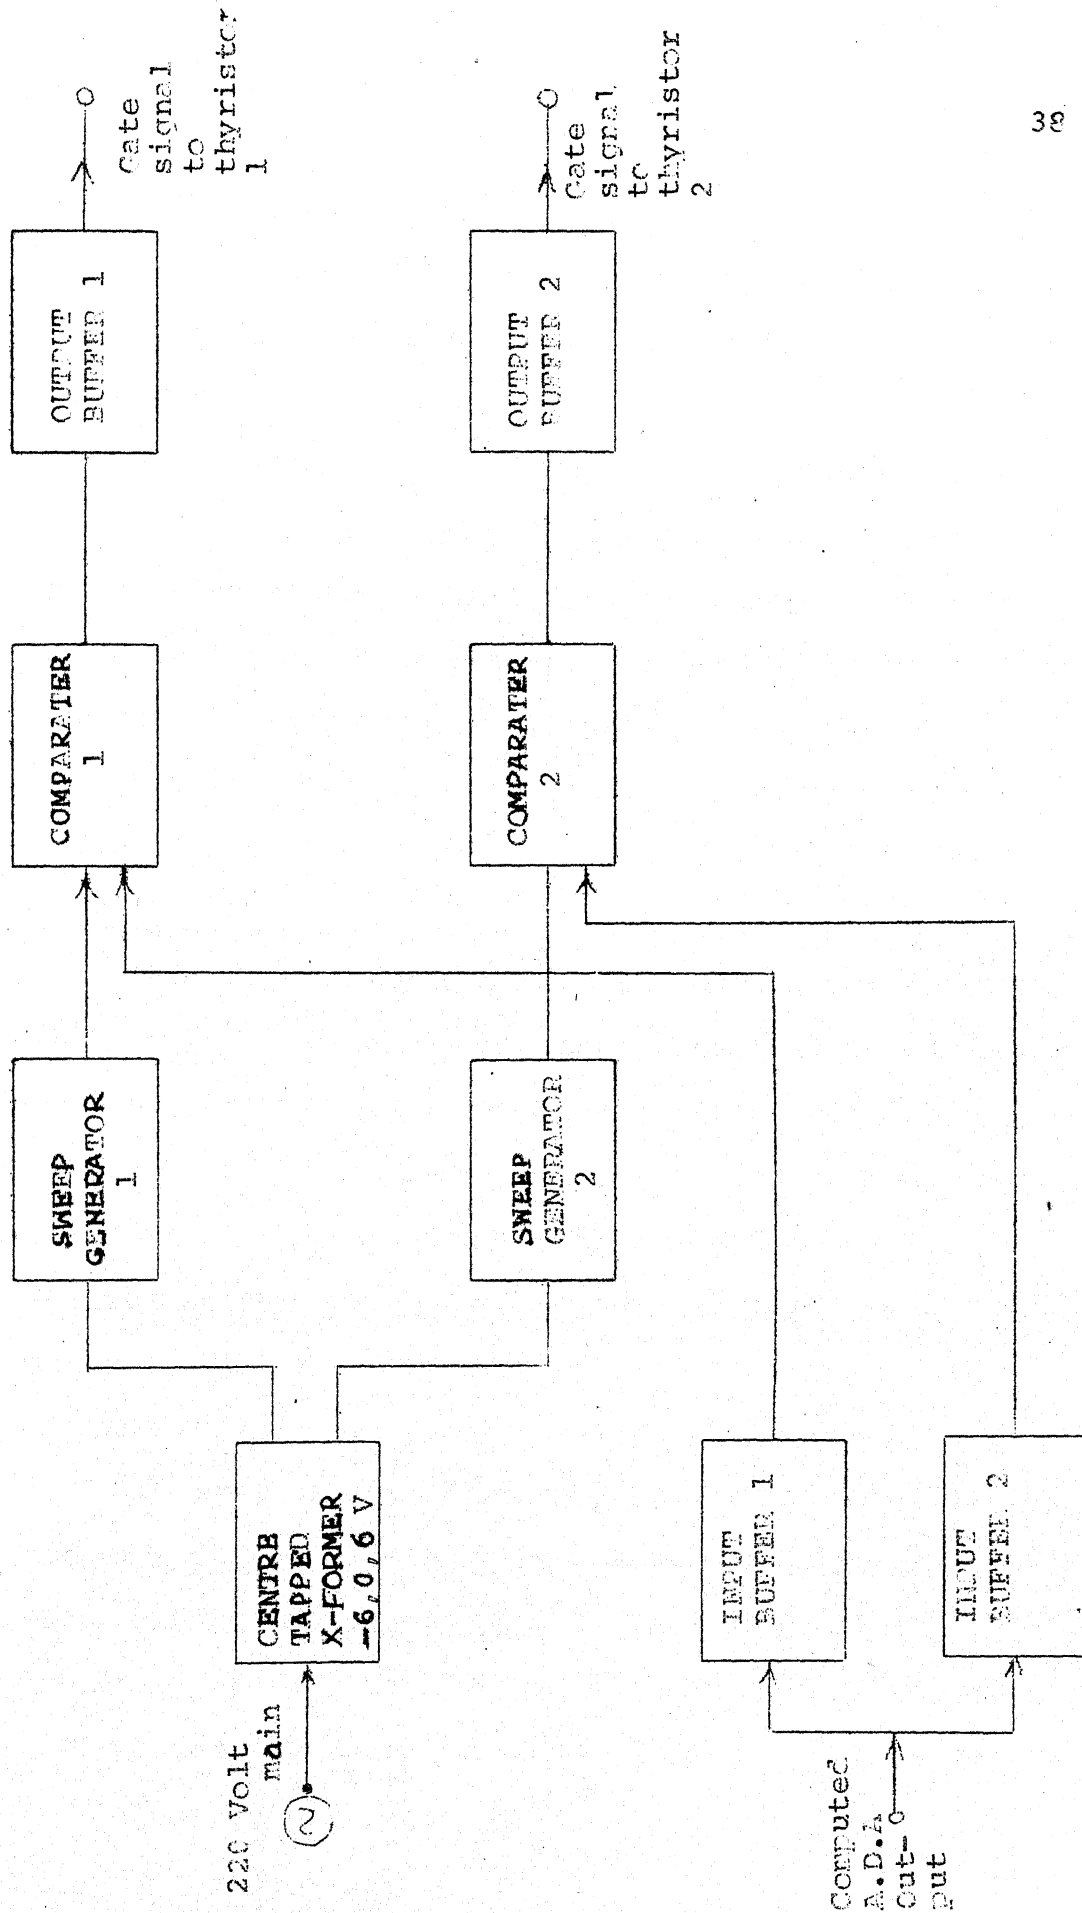 220 Volt
main
CENTRE
TAPPED
X-FORMER
-6,0,6 V
SWEEP
GENERATOR
1
COMPARATER
1
OUTPUT
BUFFER 1
Gate
signal
to
thyristor
1
SWEEP
GENERATOR
2
COMPARATER
2
OUTPUT
BUFFER 2
Gate
signal
to
thyristor
2
Computed
A.D.A
out-
put
INPUT
BUFFER 1
INPUT
BUFFER 2
38